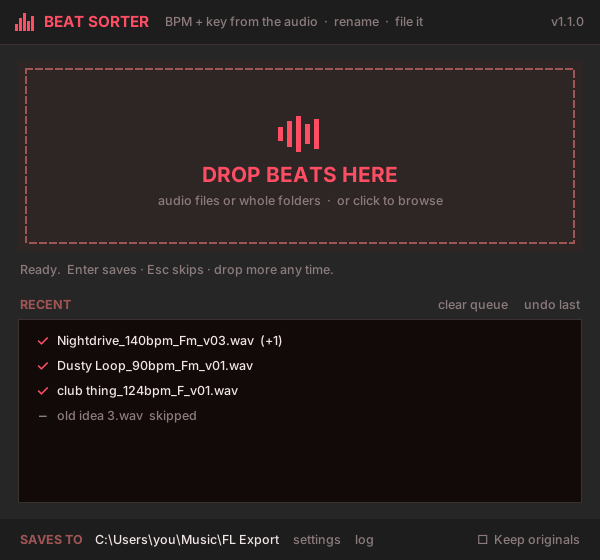 BEAT SORTER BPM + key from the audio · rename · file it v1.1.0
DROP BEATS HERE
audio files or whole folders · or click to browse
Ready. Enter saves · Esc skips · drop more any time.
RECENT clear queue undo last
Nightdrive_140bpm_Fm_v03.wav (+1)
Dusty Loop_90bpm_Fm_v01.wav
club thing_124bpm_F_v01.wav
old idea 3.wav skipped
SAVES TO C:\Users\you\Music\FL Export settings log Keep originals